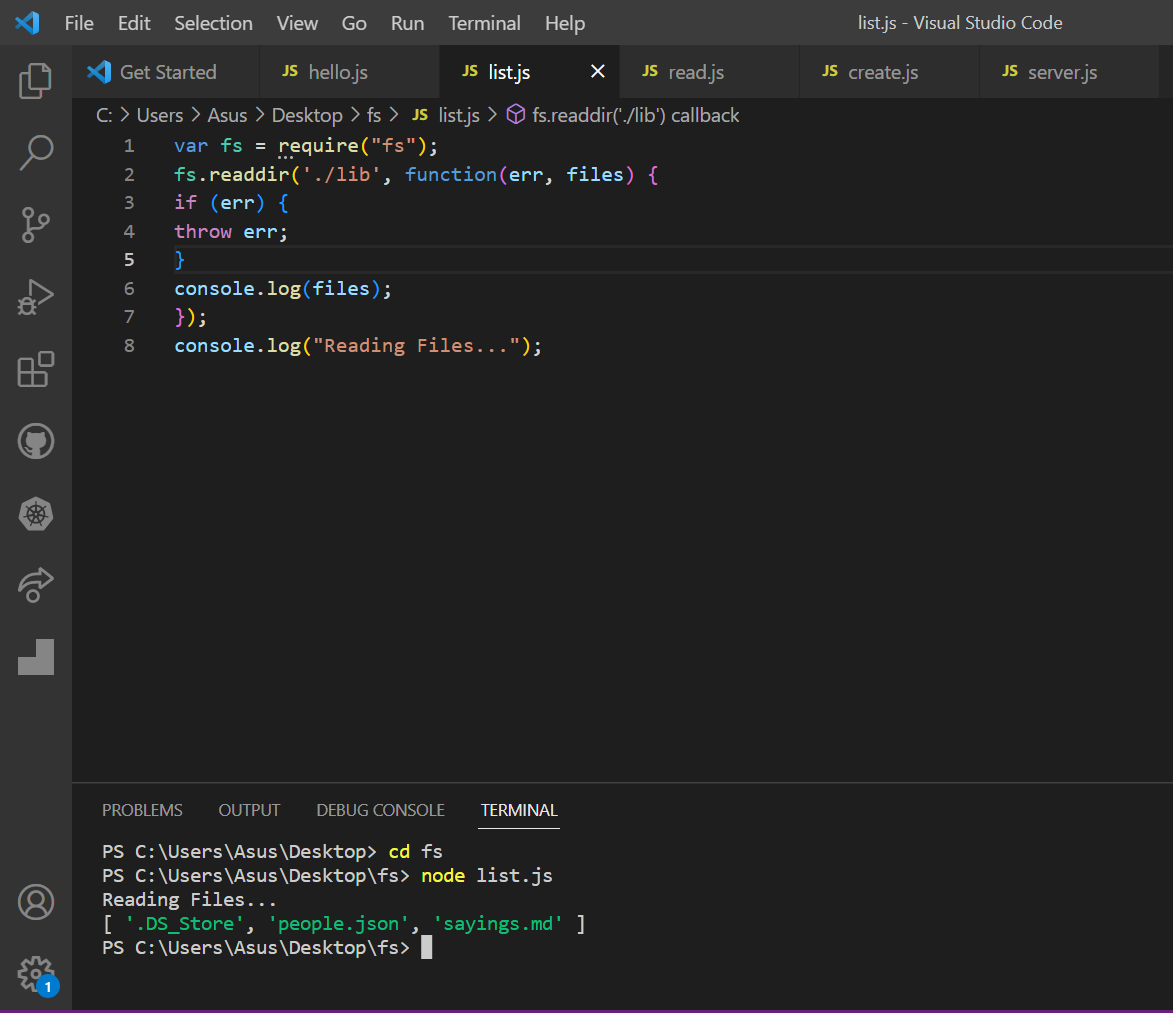 File Edit Selection View Go Run Terminal Help list.js - Visual Studio Code
Get Started JS hello.js JS list.js JS read.js JS create.js JS server.js
C: > Users > Asus > Desktop > fs > JS list.js > fs.readdir('./lib') callback
1 var fs = require("fs");
2 fs.readdir('./lib', function(err, files) {
3 if (err) {
4 throw err;
5 }
6 console.log(files);
7 });
8 console.log("Reading Files...");
PROBLEMS OUTPUT DEBUG CONSOLE TERMINAL
PS C:\Users\Asus\Desktop> cd fs
PS C:\Users\Asus\Desktop\fs> node list.js
Reading Files...
[ '.DS_Store', 'people.json', 'sayings.md' ]
PS C:\Users\Asus\Desktop\fs>
1